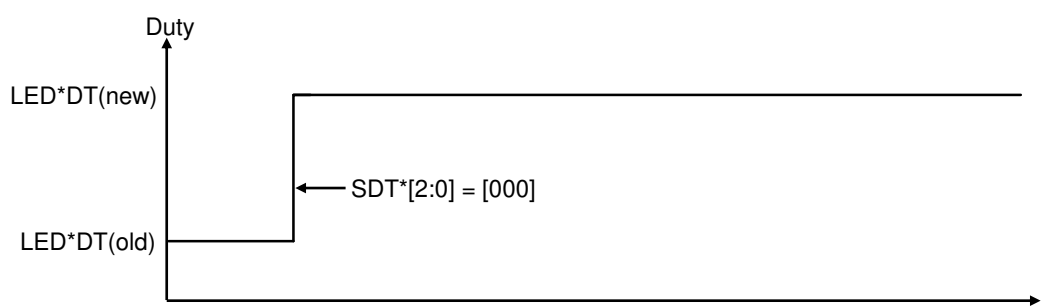 Duty
LED*DT(new)
SDT*[2:0] = [000]
LED*DT(old)